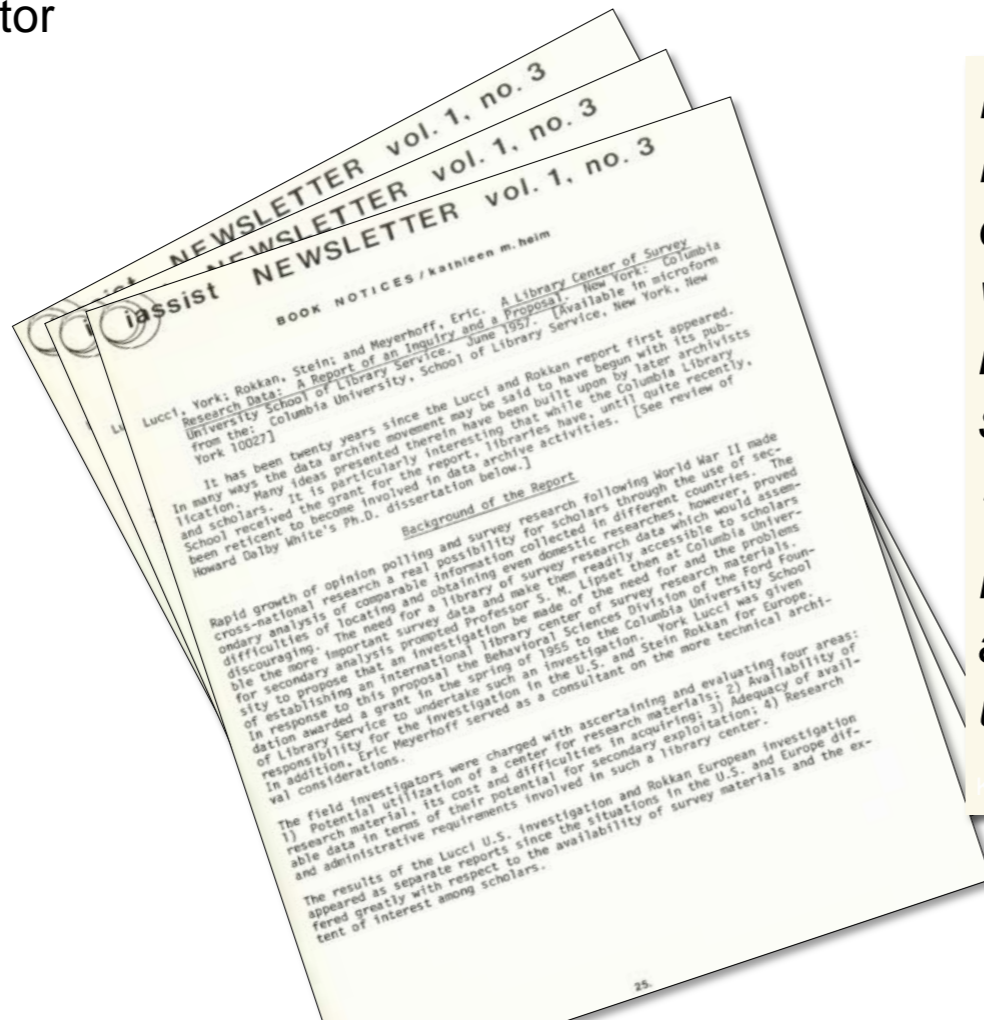 tor
NEWSLETTER vol. 1, no. 3
NEWSLETTER vol. 1, no. 3
iassist NEWSLETTER vol. 1, no. 3
BOOK NOTICES / kathleen m. heim
Lucci, York; Rokkan, Stein; and Meyerhoff, Eric. A Library Center of Survey
Research Data: A Report of an Inquiry and a Proposal. New York: Columbia
University School of Library Service. June 1957. [Available in microform
from the: Columbia University, School of Library Service, New York, New
York 10027]
It has been twenty years since the Lucci and Rokkan report first appeared.
In many ways the data archive movement may be said to have begun with its pub-
lication. Many ideas presented therein have been built upon by later archivists
and scholars. It is particularly interesting that while the Columbia Library
School received the grant for the report, libraries have, until quite recently,
been reticent to become involved in data archive activities. [See review of
Howard Dalby White's Ph.D. dissertation below.]
Background of the Report
Rapid growth of opinion polling and survey research following World War II made
cross-national research a real possibility for scholars through the use of sec-
ondary analysis of comparable information collected in different countries. The
difficulties of locating and obtaining even domestic researches, however, proved
discouraging. The need for a library of survey research data which would assem-
ble the more important survey data and make them readily accessible to scholars
for secondary analysis prompted Professor S. M. Lipset then at Columbia Univer-
sity to propose that an investigation be made of the need for and the problems
of establishing an international library center of survey research materials.
In response to this proposal the Behavioral Sciences Division of the Ford Foun-
dation awarded a grant in the spring of 1955 to the Columbia University School
of Library Service to undertake such an investigation. York Lucci was given
responsibility for the investigation in the U.S. and Stein Rokkan for Europe.
In addition, Eric Meyerhoff served as a consultant on the more technical archi-
val considerations.
The field investigators were charged with ascertaining and evaluating four areas:
1) Potential utilization of a center for research materials; 2) Availability of
research material, its cost and difficulties in acquiring; 3) Adequacy of avail-
able data in terms of their potential for secondary exploitation; 4) Research
and administrative requirements involved in such a library center.
The results of the Lucci U.S. investigation and Rokkan European investigation
appeared as separate reports since the situations in the U.S. and Europe dif-
fered greatly with respect to the availability of survey materials and the ex-
tent of interest among scholars.
25.